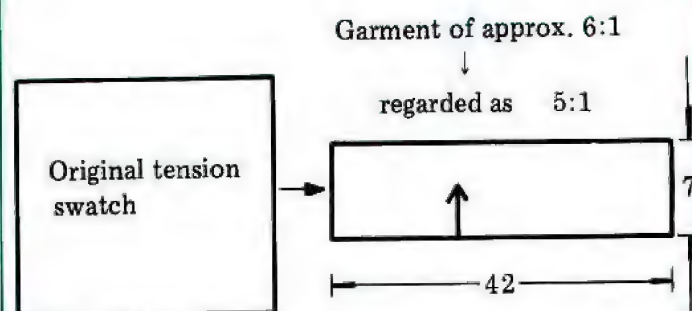 Garment of approx. 6:1
↓
regarded as 5:1
Original tension
swatch
→
7
42